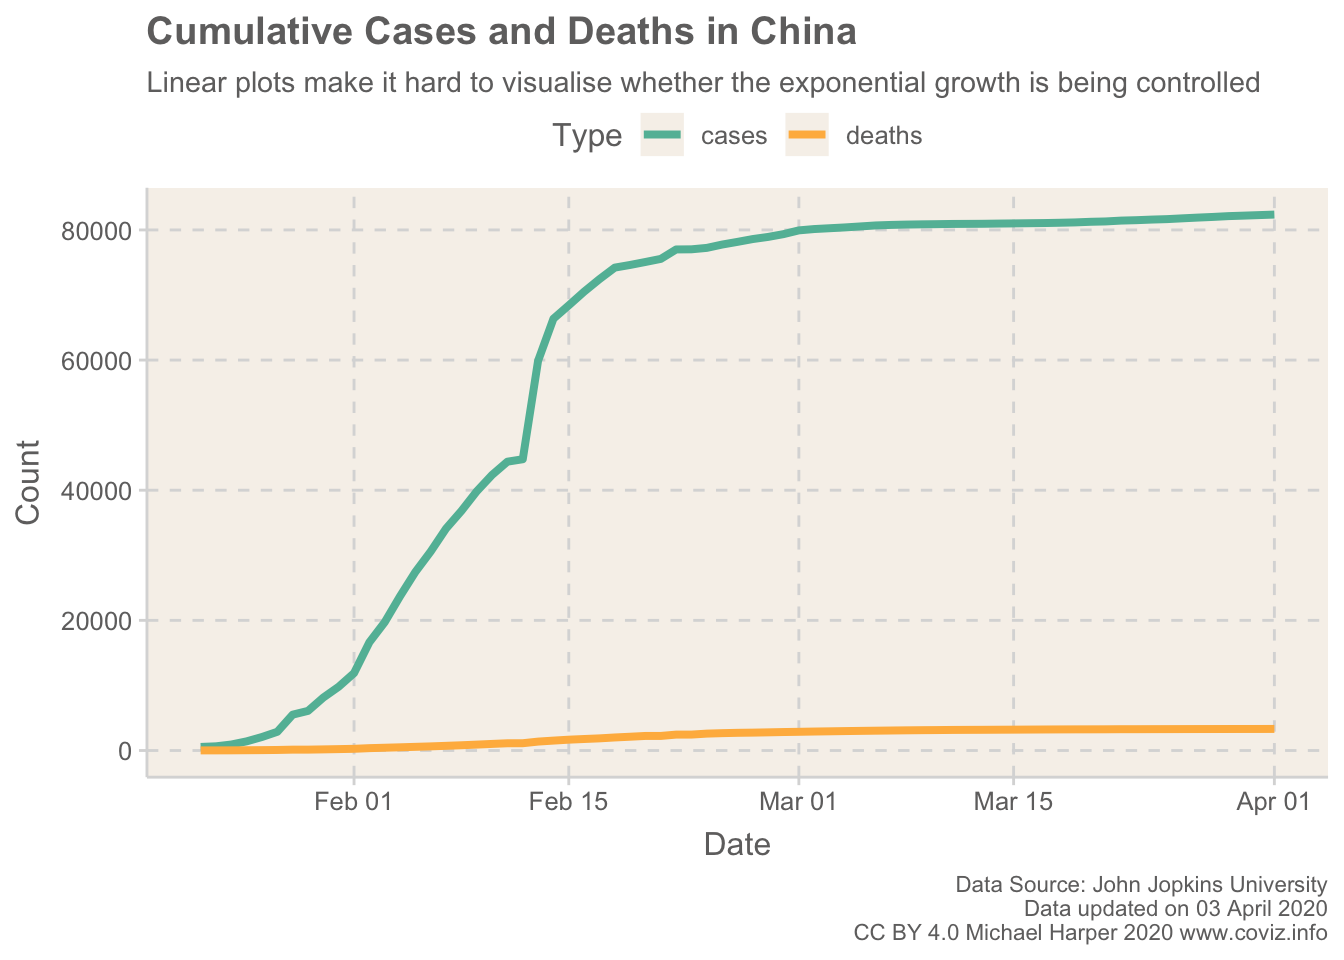 Cumulative Cases and Deaths in China
Linear plots make it hard to visualise whether the exponential growth is being controlled
Type cases deaths
80000
60000
40000
20000
0
Count
Feb 01 Feb 15 Mar 01 Mar 15 Apr 01
Date
Data Source: John Jopkins University
Data updated on 03 April 2020
CC BY 4.0 Michael Harper 2020 www.coviz.info